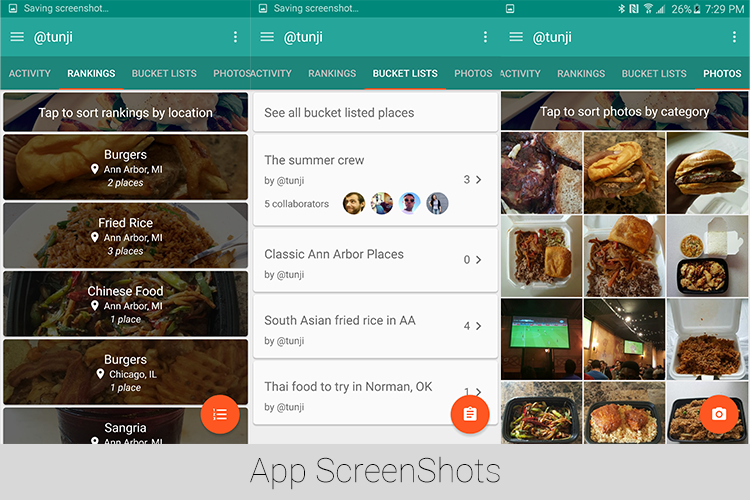 Saving screenshot...
@tunji
ACTIVITY RANKINGS BUCKET LISTS PHOTOS
Tap to sort rankings by location
Burgers
Ann Arbor, MI
2 places
Fried Rice
Ann Arbor, MI
3 places
Chinese Food
Ann Arbor, MI
1 place
Burgers
Chicago, IL
1 place
Sangria
Ann Arbor, MI
Saving screenshot...
@tunji
ACTIVITY RANKINGS BUCKET LISTS PHOTOS
See all bucket listed places
The summer crew
by @tunji
3
5 collaborators
Classic Ann Arbor Places
0
by @tunji
South Asian fried rice in AA
4
by @tunji
Thai food to try in Norman, OK
1
by @tunji
26% 7:29 PM
@tunji
ACTIVITY RANKINGS BUCKET LISTS PHOTOS
Tap to sort photos by category
App ScreenShots